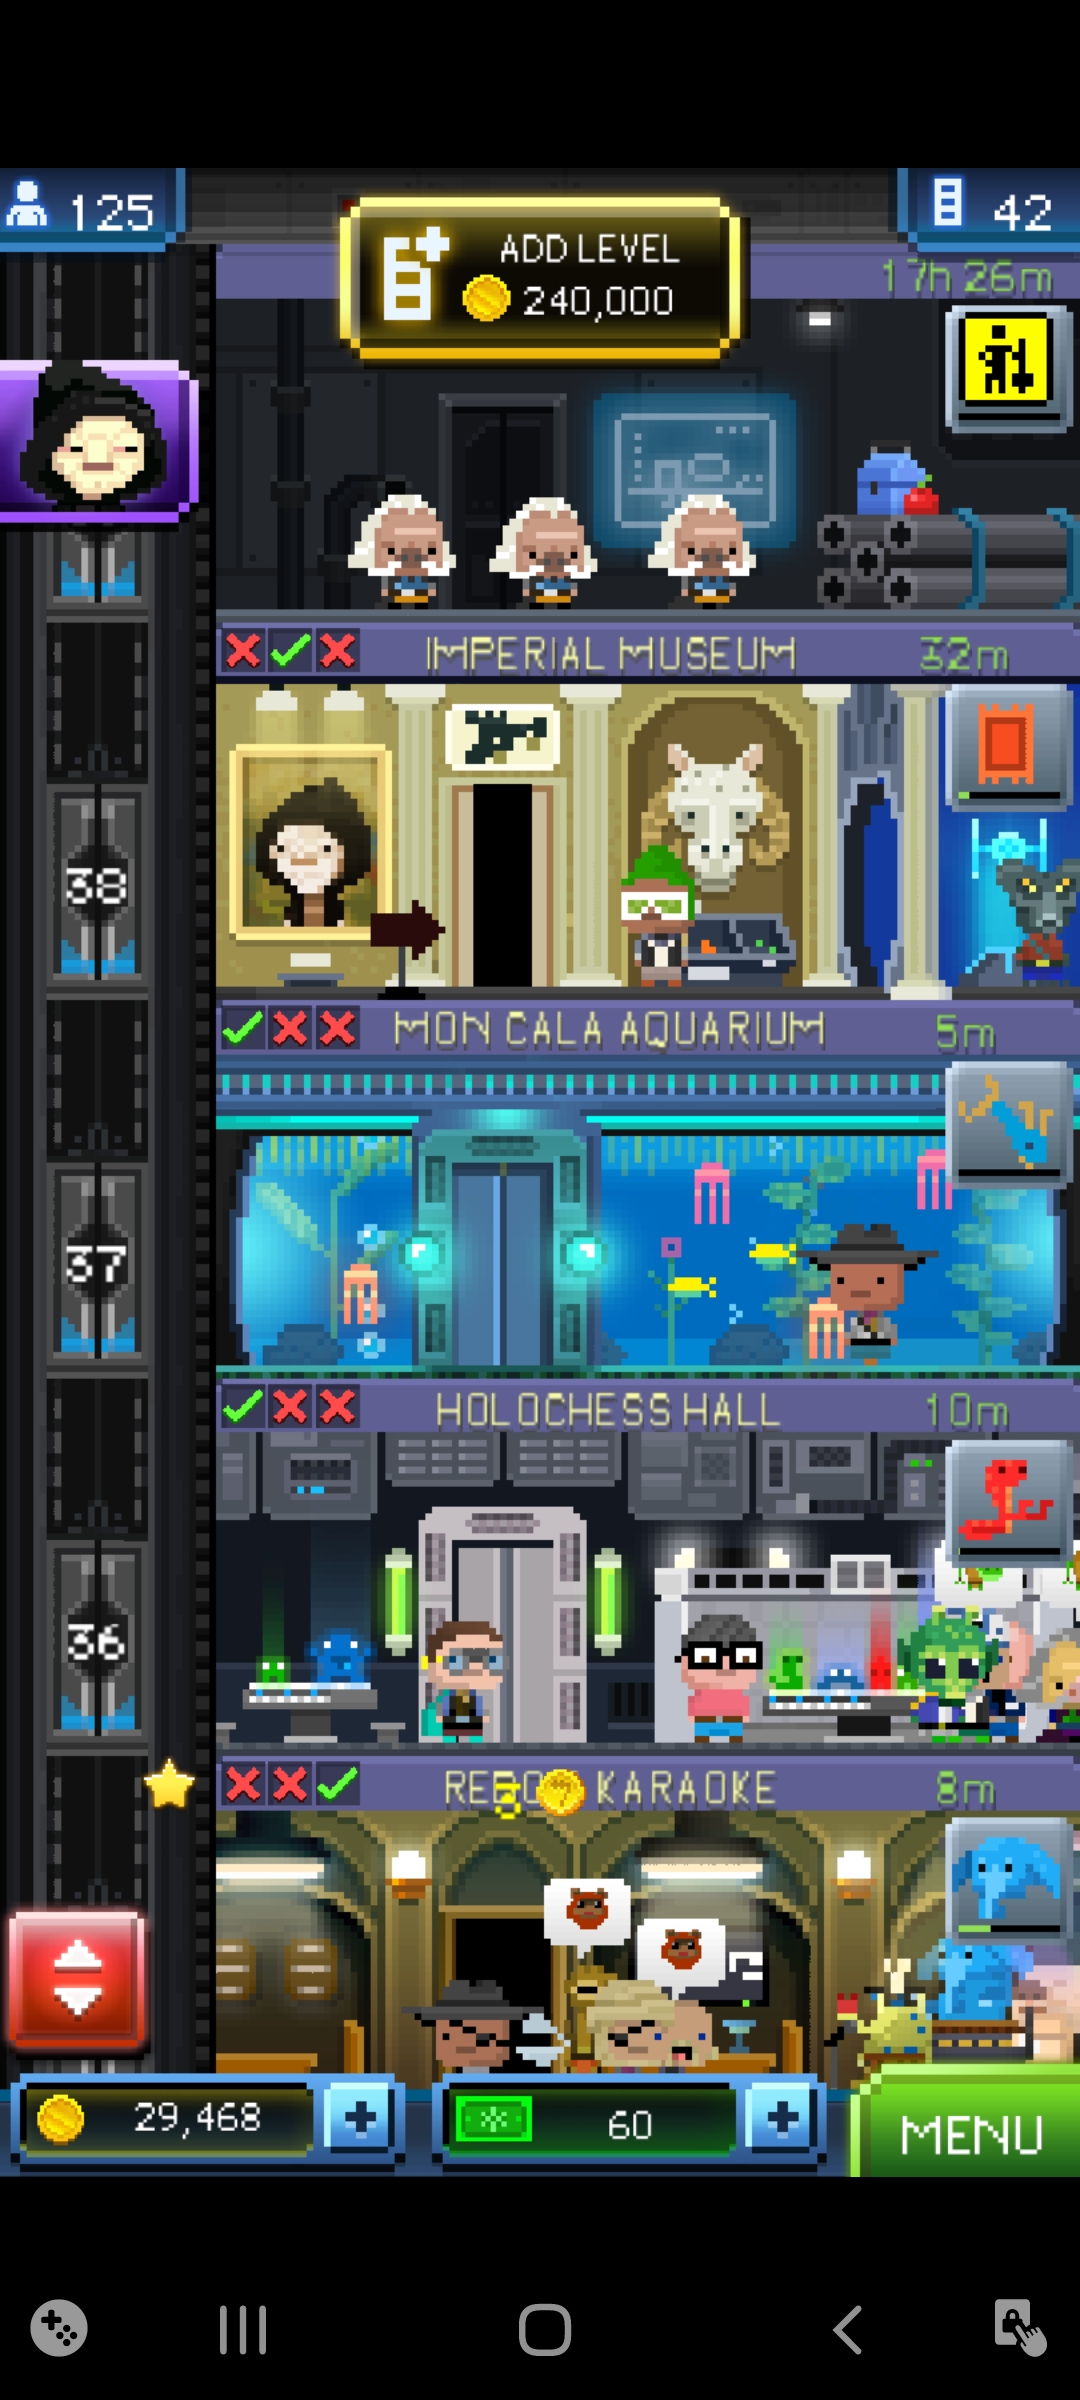 125
ADD LEVEL
240,000
42
17h 26m
IMPERIAL MUSEUM
32m
38
MON CALA AQUARIUM
5m
37
HOLOCHESS HALL
10m
36
KARAOKE
8m
29,468
60
MENU